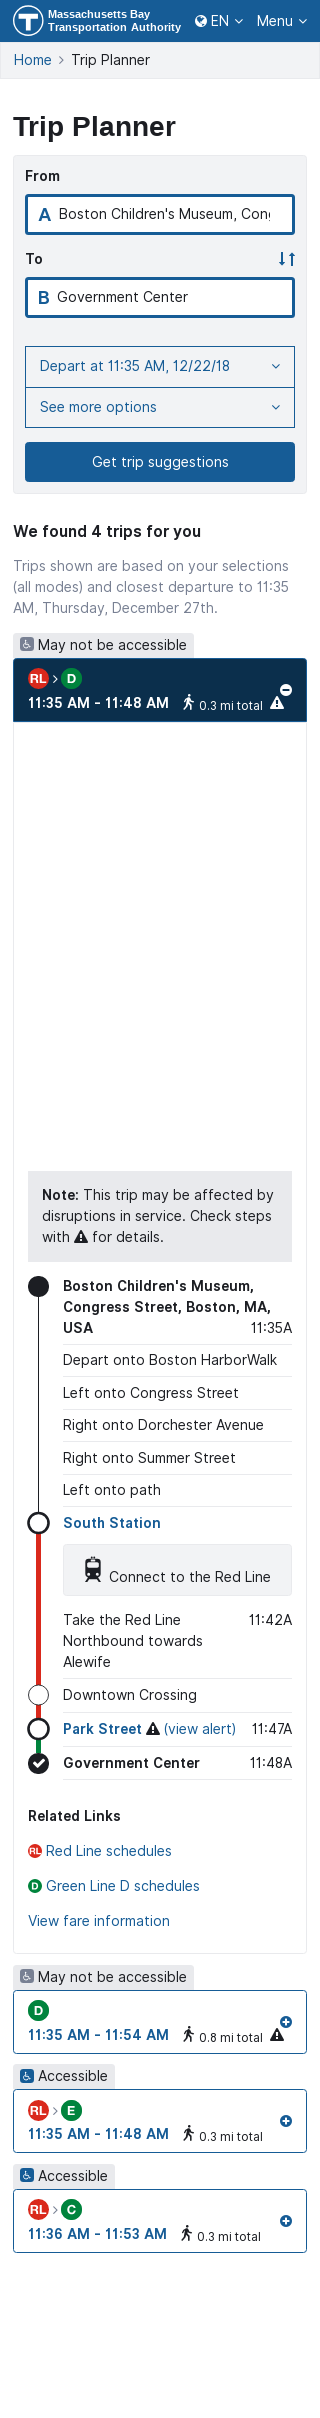 Massachusetts Bay
Transportation Authority
EN
Menu
Home > Trip Planner
Trip Planner
From
A Boston Children's Museum, Cong
To
B Government Center
Depart at 11:35 AM, 12/22/18
See more options
Get trip suggestions
We found 4 trips for you
Trips shown are based on your selections
(all modes) and closest departure to 11:35
AM, Thursday, December 27th.
May not be accessible
RL > D
11:35 AM - 11:48 AM 0.3 mi total
Note: This trip may be affected by
disruptions in service. Check steps
with for details.
Boston Children's Museum,
Congress Street, Boston, MA,
USA 11:35A
Depart onto Boston HarborWalk
Left onto Congress Street
Right onto Dorchester Avenue
Right onto Summer Street
Left onto path
South Station
Connect to the Red Line
Take the Red Line 11:42A
Northbound towards
Alewife
Downtown Crossing
Park Street (view alert) 11:47A
Government Center 11:48A
Related Links
RL Red Line schedules
D Green Line D schedules
View fare information
May not be accessible
D
11:35 AM - 11:54 AM 0.8 mi total
Accessible
RL > E
11:35 AM - 11:48 AM 0.3 mi total
Accessible
RL > C
11:36 AM - 11:53 AM 0.3 mi total